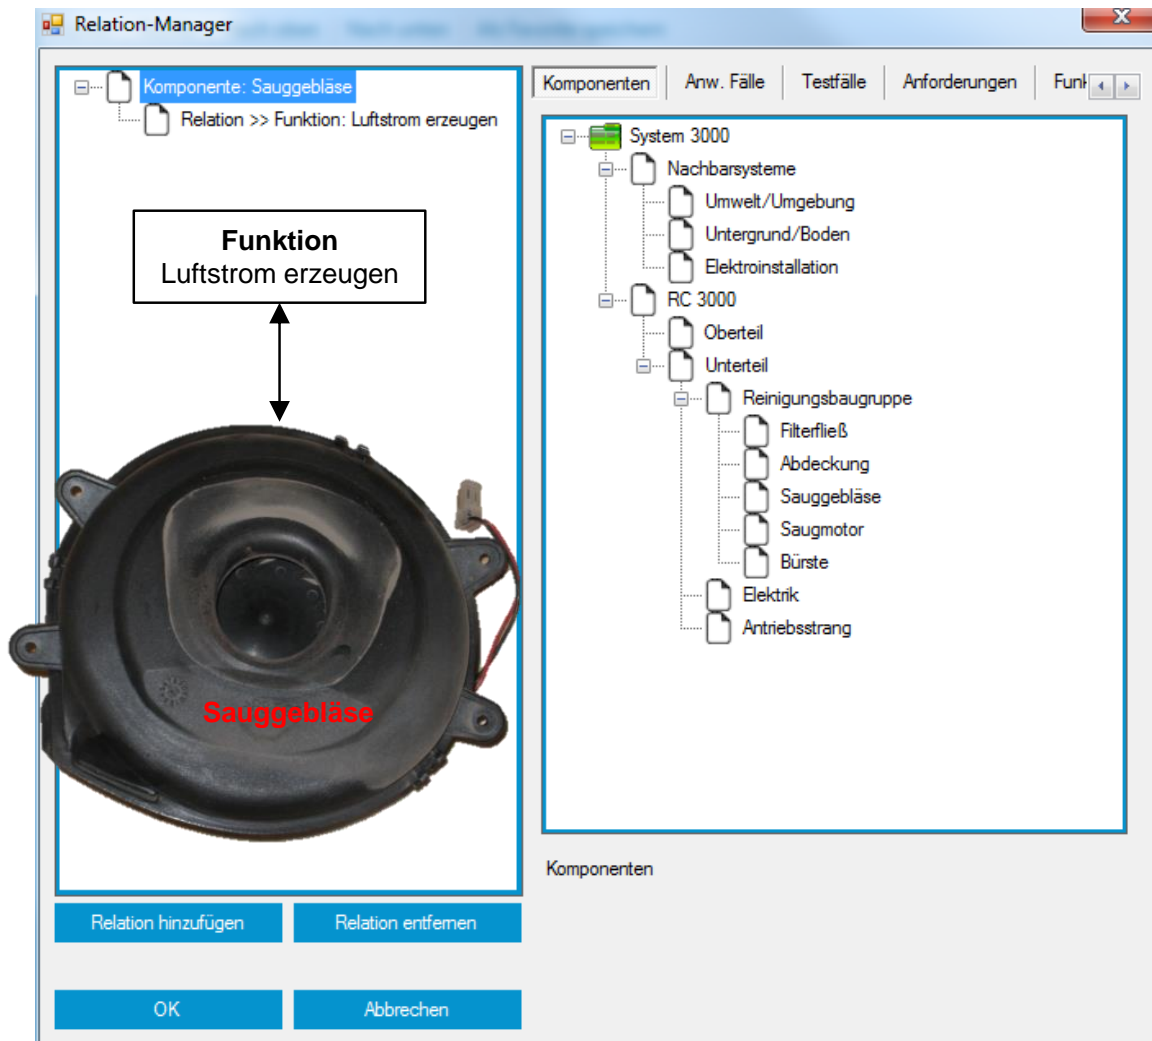 Relation-Manager
X
Komponente: Sauggebläse
Relation >> Funktion: Luftstrom erzeugen
Funktion
Luftstrom erzeugen
Sauggebläse
Relation hinzufügen
Relation entfernen
OK
Abbrechen
Komponenten
Anw. Fälle
Testfälle
Anforderungen
Funk
System 3000
Nachbarsysteme
Umwelt/Umgebung
Untergrund/Boden
Elektroinstallation
RC 3000
Oberteil
Unterteil
Reinigungsbaugruppe
Filterfließ
Abdeckung
Sauggebläse
Saugmotor
Bürste
Elektrik
Antriebsstrang
Komponenten